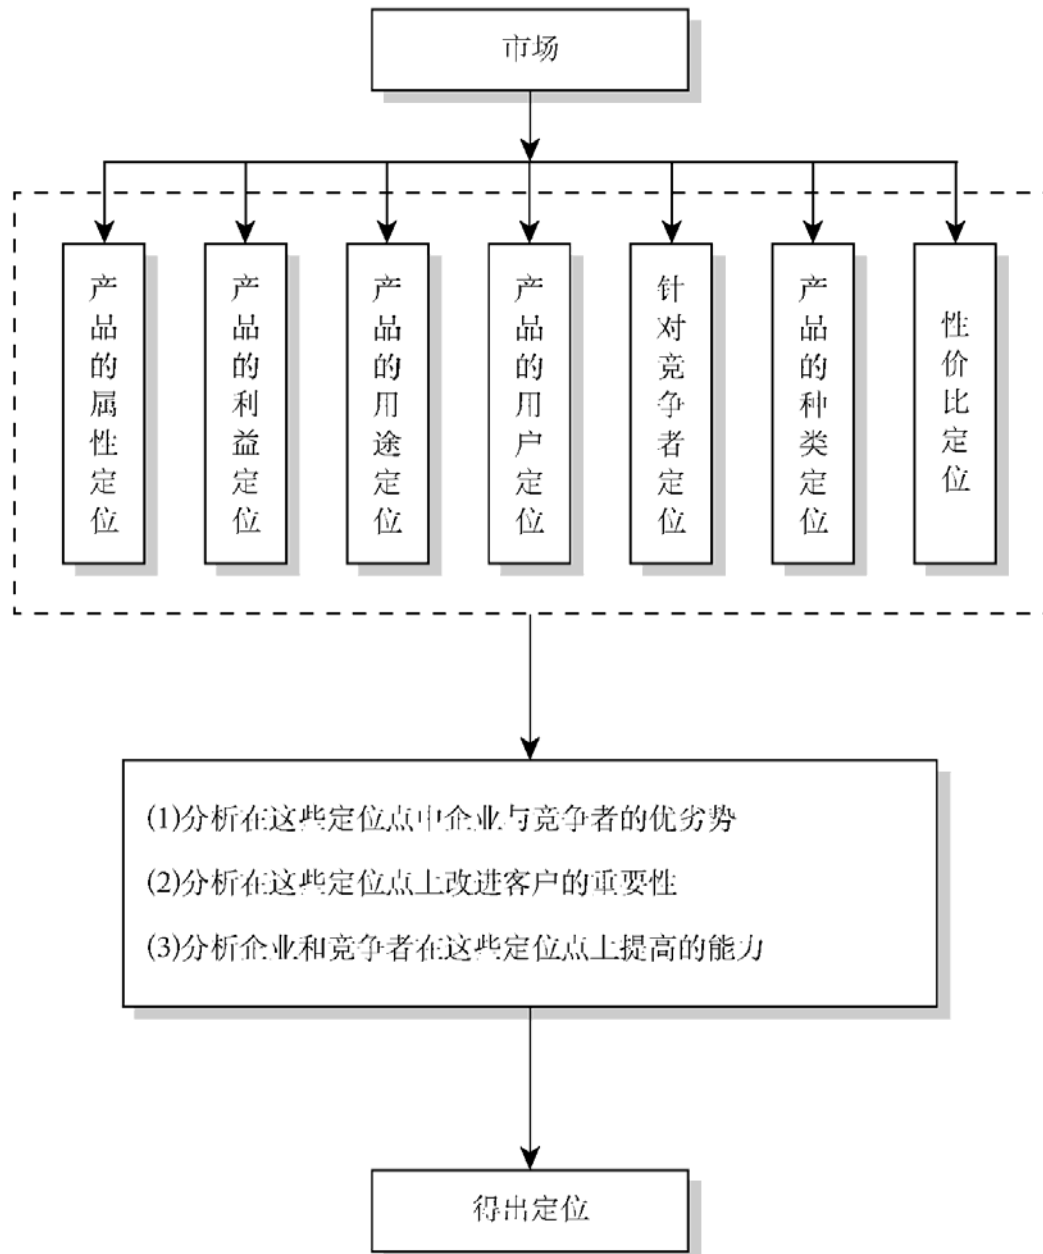 市场
产品的属性定位
产品的利益定位
产品的用途定位
产品的用户定位
针对竞争者定位
产品的种类定位
性价比定位
(1)分析在这些定位点中企业与竞争者的优劣势
(2)分析在这些定位点上改进客户的重要性
(3)分析企业和竞争者在这些定位点上提高的能力
得出定位